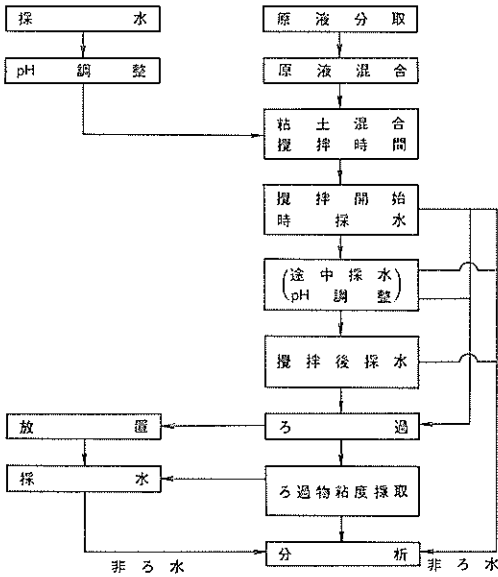 採水
原液分取
pH調整
原液混合
粘土混合
攪拌時間
攪拌開始
時採水
(途中採水
pH調整)
攪拌後採水
放置
ろ過
採水
ろ過物粘度採取
分析
非ろ水
非ろ水